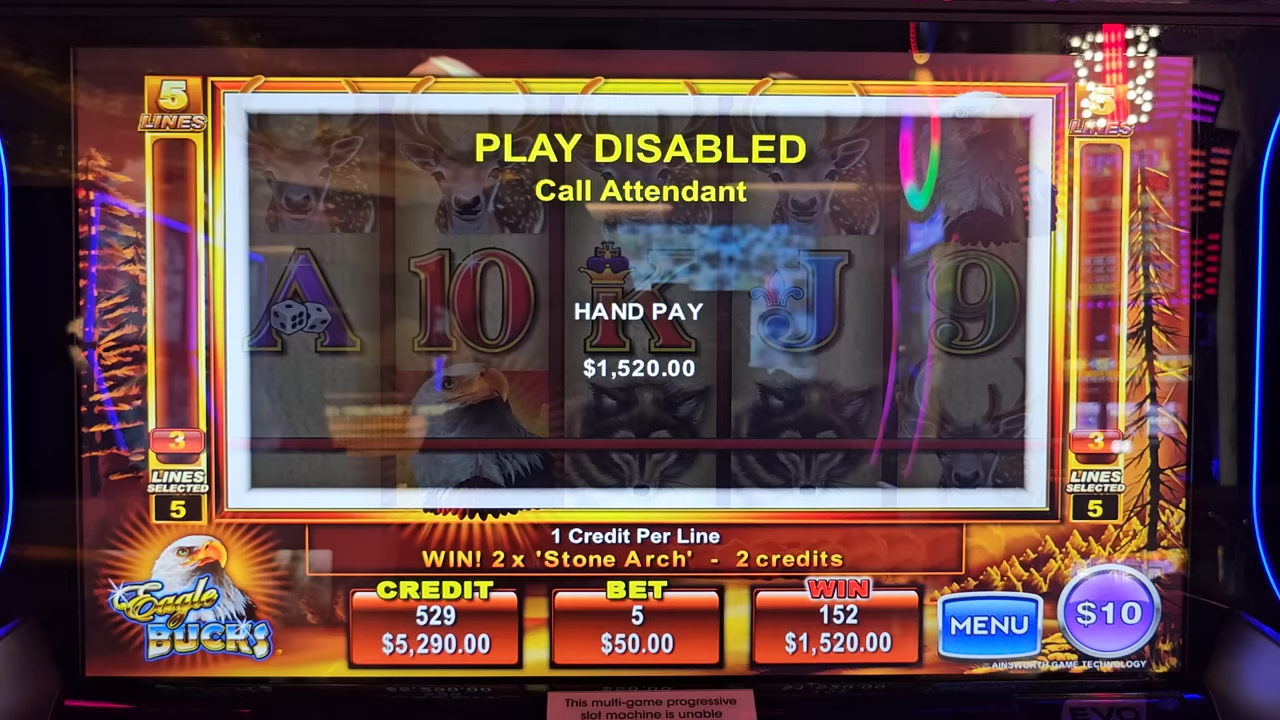 5
LINES
5
LINES
PLAY DISABLED
Call Attendant
A
10
K
J
9
HAND PAY
$1,520.00
3
LINES
SELECTED
5
3
LINES
SELECTED
5
1 Credit Per Line
WIN! 2 x 'Stone Arch' - 2 credits
Eagle
BUCKS
CREDIT
529
$5,290.00
BET
5
$50.00
WIN
152
$1,520.00
MENU
$10
AINSWORTH GAME TECHNOLOGY
This multi-game progressive
slot machine is unable